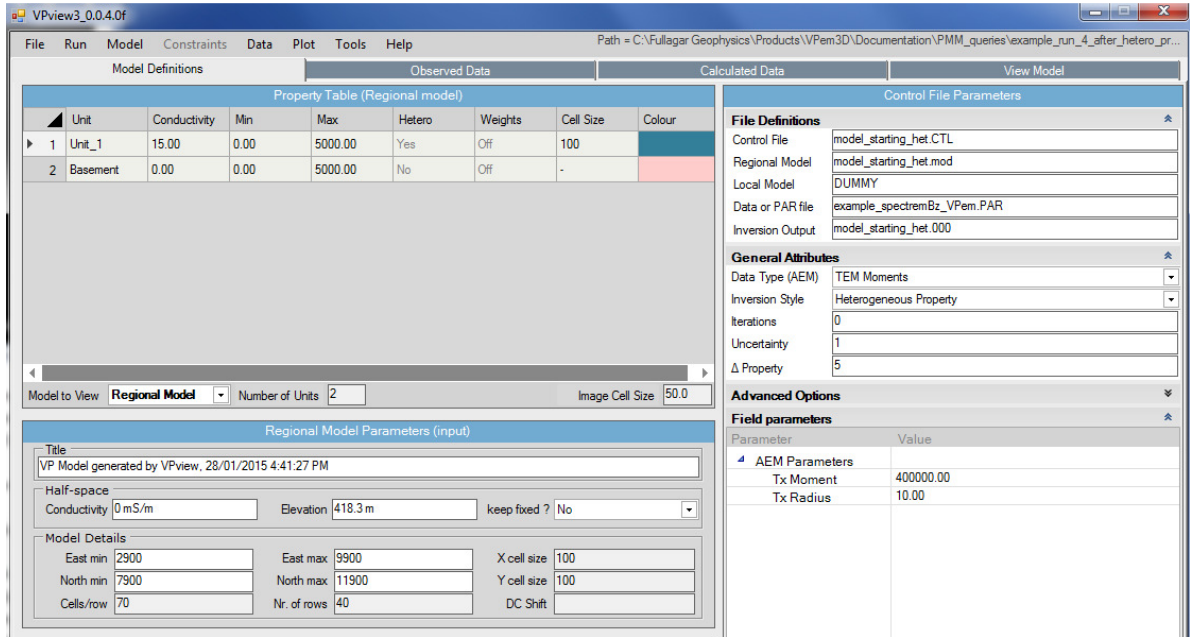 VPview3_0.0.4.0f
File Run Model Constraints Data Plot Tools Help Path = C:\Fullagar Geophysics\Products\VPem3D\Documentation\PMM_queries\example_run_4_after_hetero_pr...
Model Definitions Observed Data Calculated Data View Model
Property Table (Regional model)
Unit Conductivity Min Max Hetero Weights Cell Size Colour
1 Unit_1 15.00 0.00 5000.00 Yes Off 100
2 Basement 0.00 0.00 5000.00 No Off -
Model to View Regional Model Number of Units 2 Image Cell Size 50.0
Regional Model Parameters (input)
Title
VP Model generated by VPview, 28/01/2015 4:41:27 PM
Half-space
Conductivity 0 mS/m Elevation 418.3 m keep fixed ? No
Model Details
East min 2900 East max 9900 X cell size 100
North min 7900 North max 11900 Y cell size 100
Cells/row 70 Nr. of rows 40 DC Shift
Control File Parameters
File Definitions
Control File model_starting_het.CTL
Regional Model model_starting_het.mod
Local Model DUMMY
Data or PAR file example_spectremBz_VPem.PAR
Inversion Output model_starting_het.000
General Attributes
Data Type (AEM) TEM Moments
Inversion Style Heterogeneous Property
Iterations 0
Uncertainty 1
Δ Property 5
Advanced Options
Field parameters
Parameter Value
AEM Parameters
Tx Moment 400000.00
Tx Radius 10.00